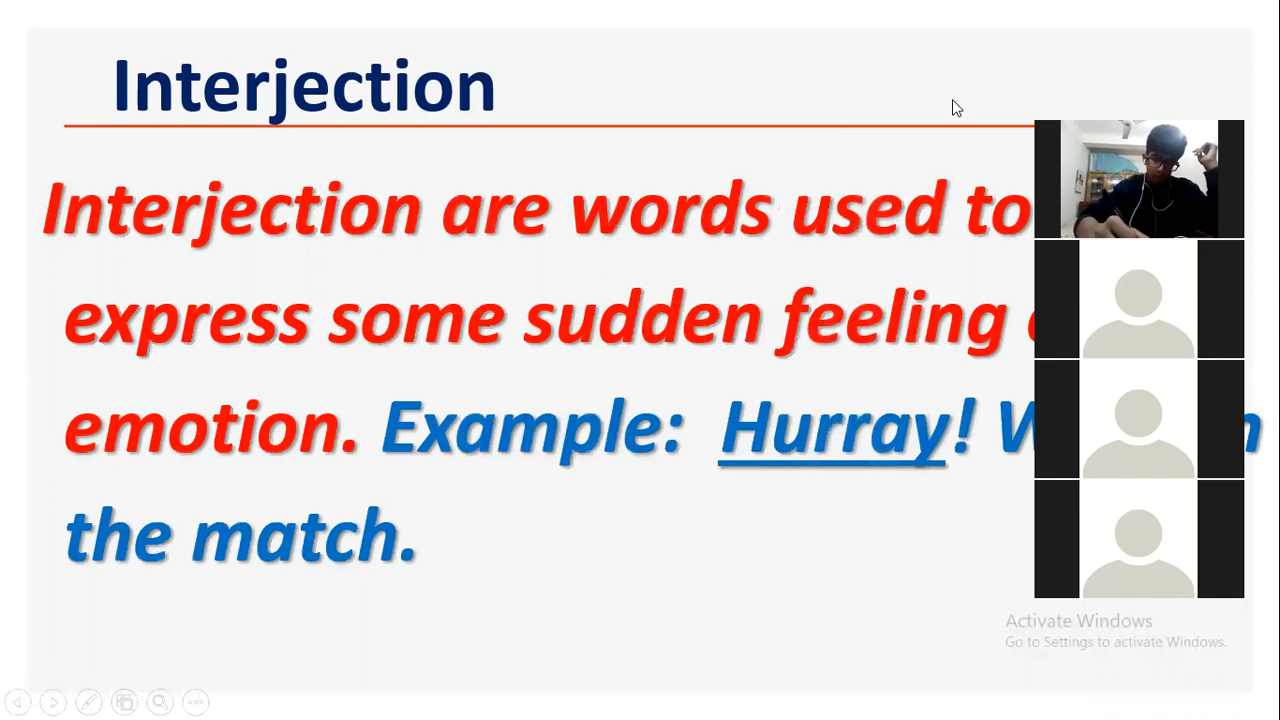 Interjection
Interjection are words used to
express some sudden feeling
emotion. Example: Hurray!
the match.
Activate Windows
Go to Settings to activate Windows.